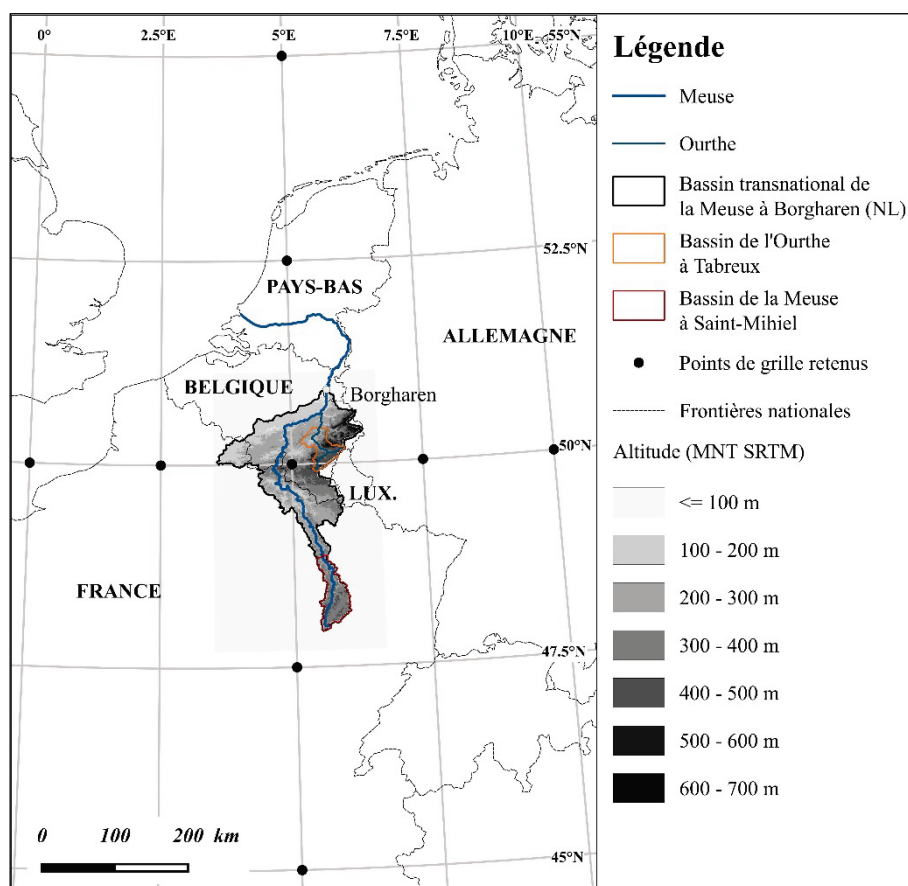 0°
2.5°E
5°E
7.5°E
10°E
55°N
52.5°N
PAYS-BAS
ALLEMAGNE
BELGIQUE
Borgharen
50°N
LUX.
FRANCE
47.5°N
0 100 200 km
45°N
Légende
Meuse
Ourthe
Bassin transnational de
la Meuse à Borgharen (NL)
Bassin de l'Ourthe
à Tabreux
Bassin de la Meuse
à Saint-Mihiel
Points de grille retenus
Frontières nationales
Altitude (MNT SRTM)
<= 100 m
100 - 200 m
200 - 300 m
300 - 400 m
400 - 500 m
500 - 600 m
600 - 700 m